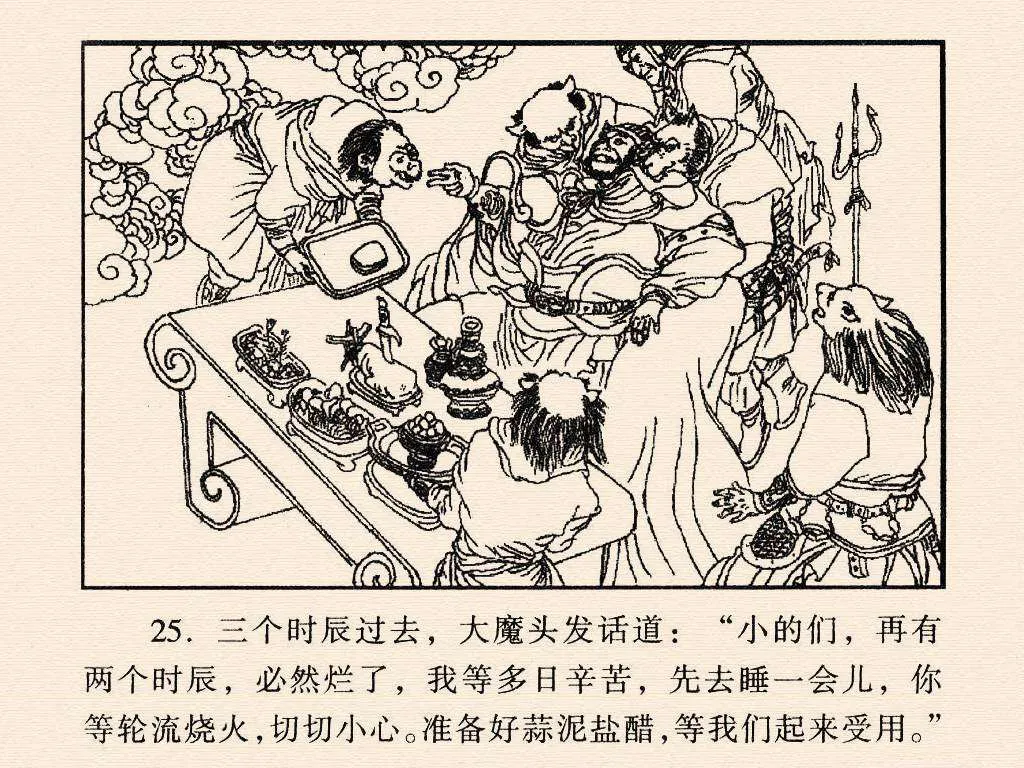 25. 三个时辰过去，大魔头发话道：“小的们，再有
两个时辰，必然烂了，我等多日辛苦，先去睡一会儿，你
等轮流烧火，切切小心。准备好蒜泥盐醋，等我们起来受用。”